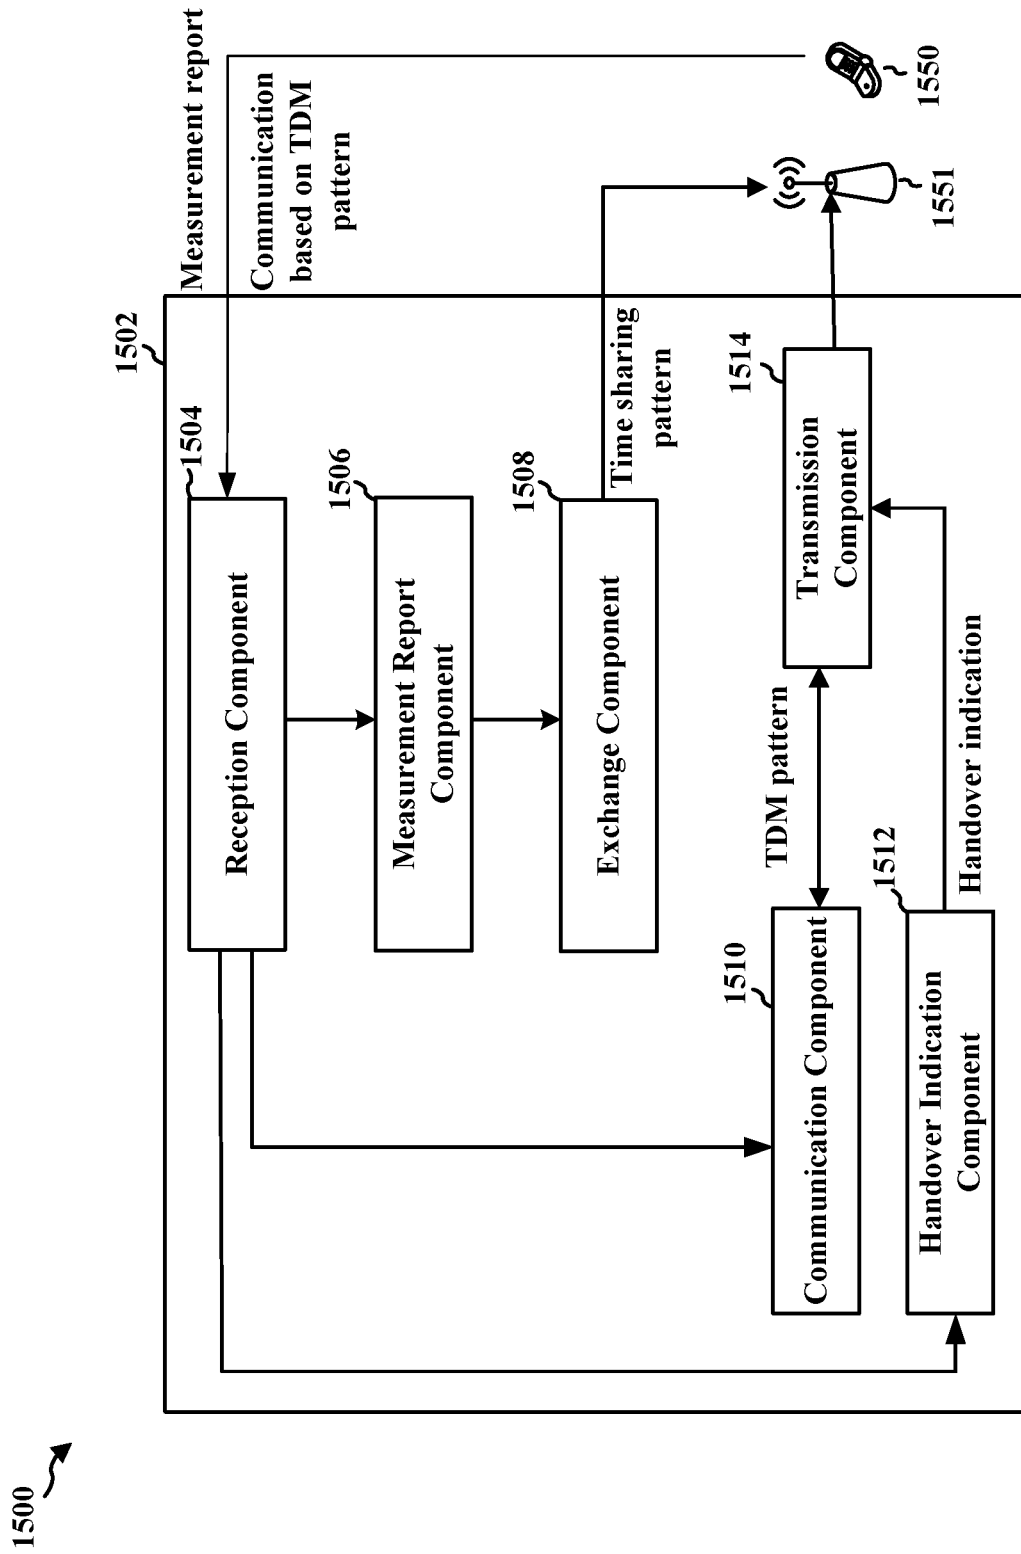 1500
1502
Measurement report
Communication
based on TDM
pattern
1504
Reception Component
1506
Measurement Report
Component
1508
Exchange Component
Time sharing
pattern
1510
Communication Component
TDM pattern
1514
Transmission
Component
1512
Handover Indication
Component
Handover indication
1550
1551